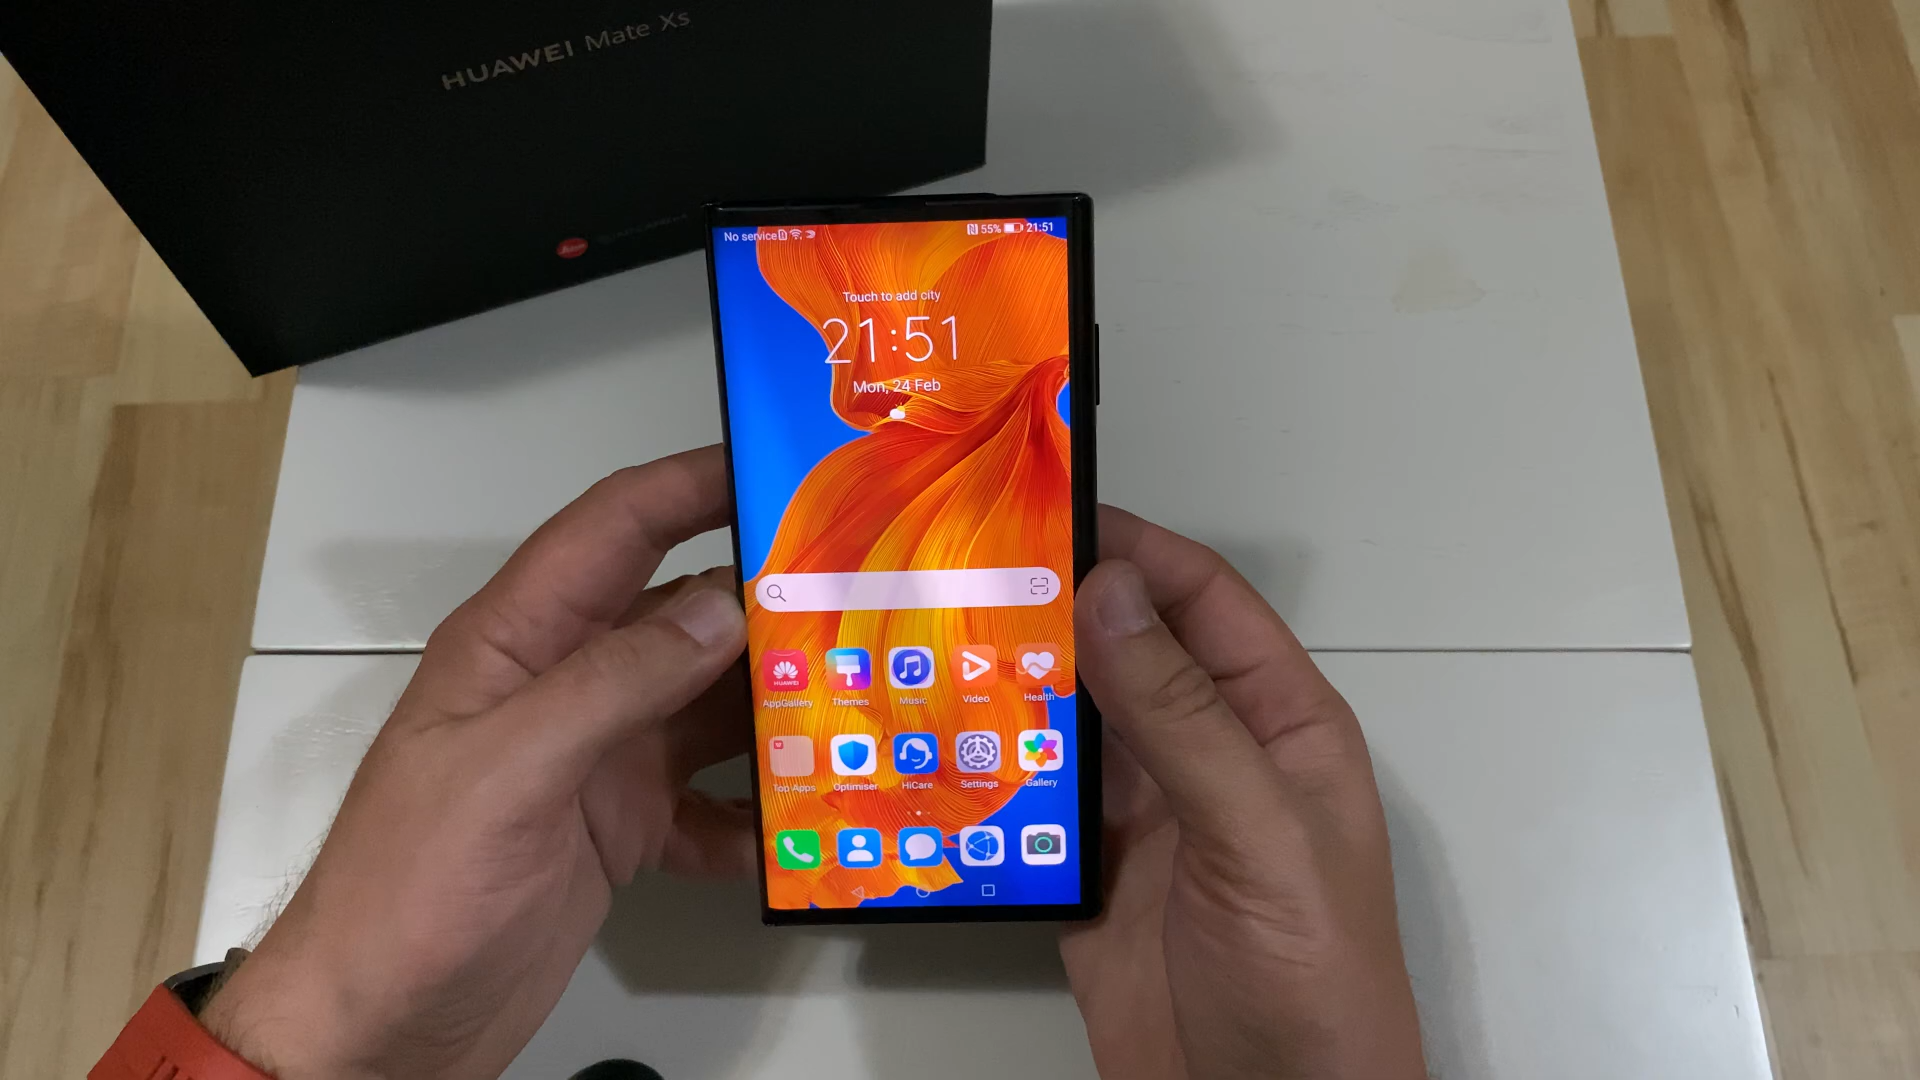 HUAWEI Mate Xs
No service
55% 21:51
Touch to add city
21:51
Mon, 24 Feb
HUAWEI
AppGallery Themes Music Video Health
Top Apps Optimiser HiCare Settings Gallery